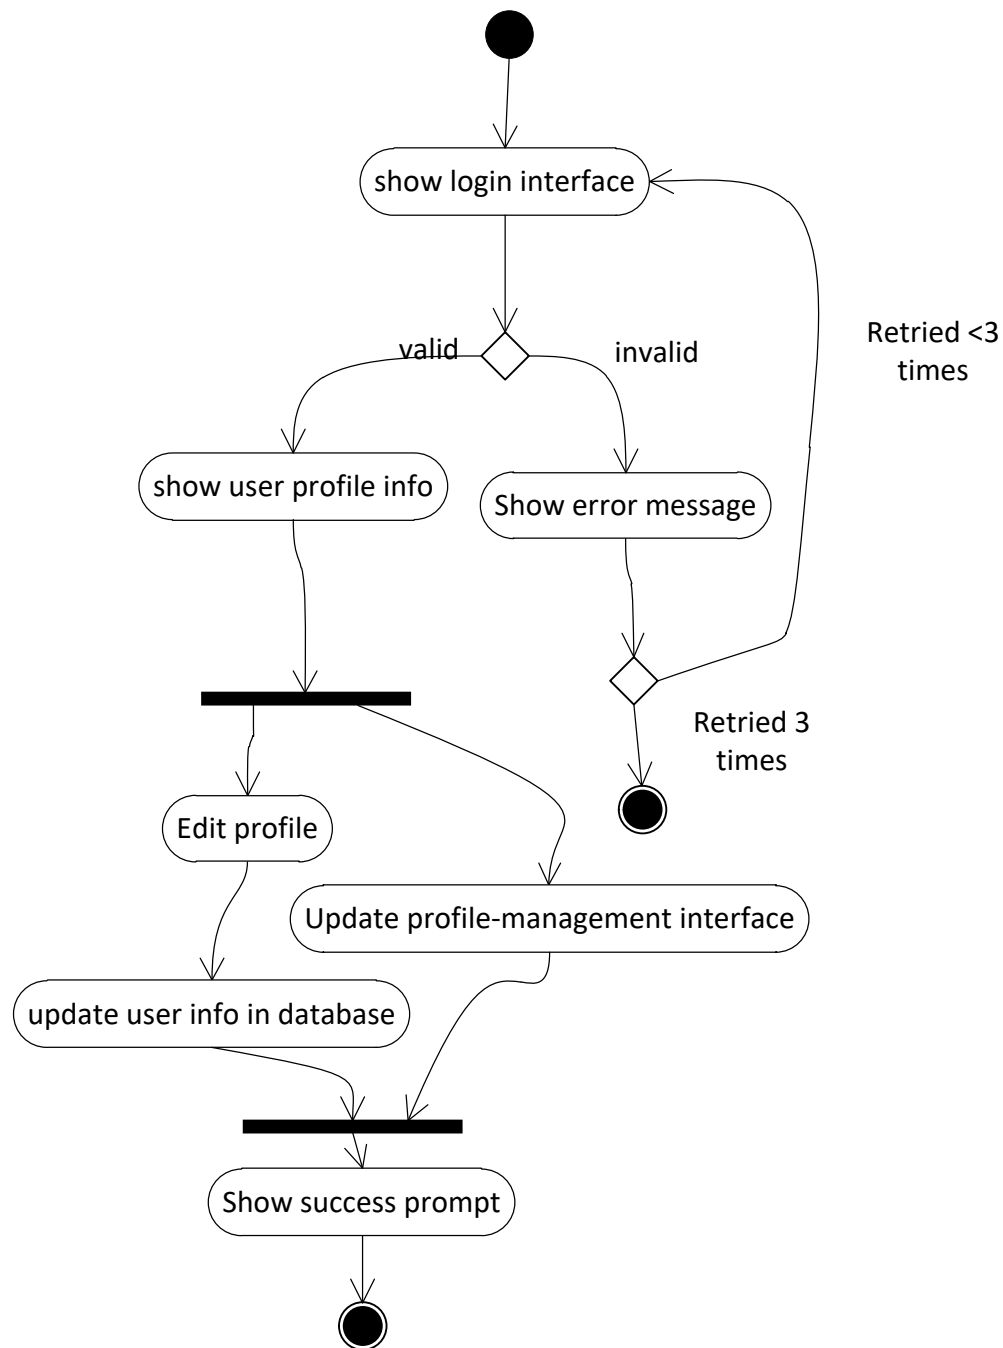 show login interface
Retried <3
times
valid
invalid
show user profile info
Show error message
Retried 3
times
Edit profile
Update profile-management interface
update user info in database
Show success prompt